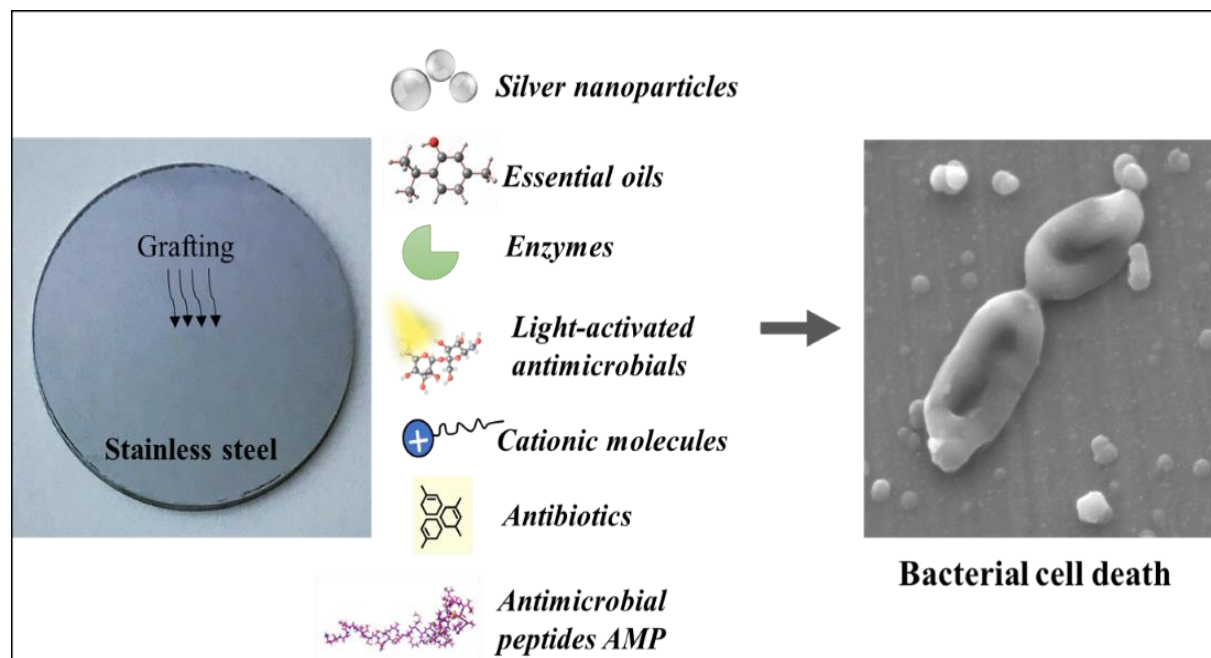 Grafting
Stainless steel
Silver nanoparticles
Essential oils
Enzymes
Light-activated
antimicrobials
+
Cationic molecules
Antibiotics
Antimicrobial
peptides AMP
Bacterial cell death